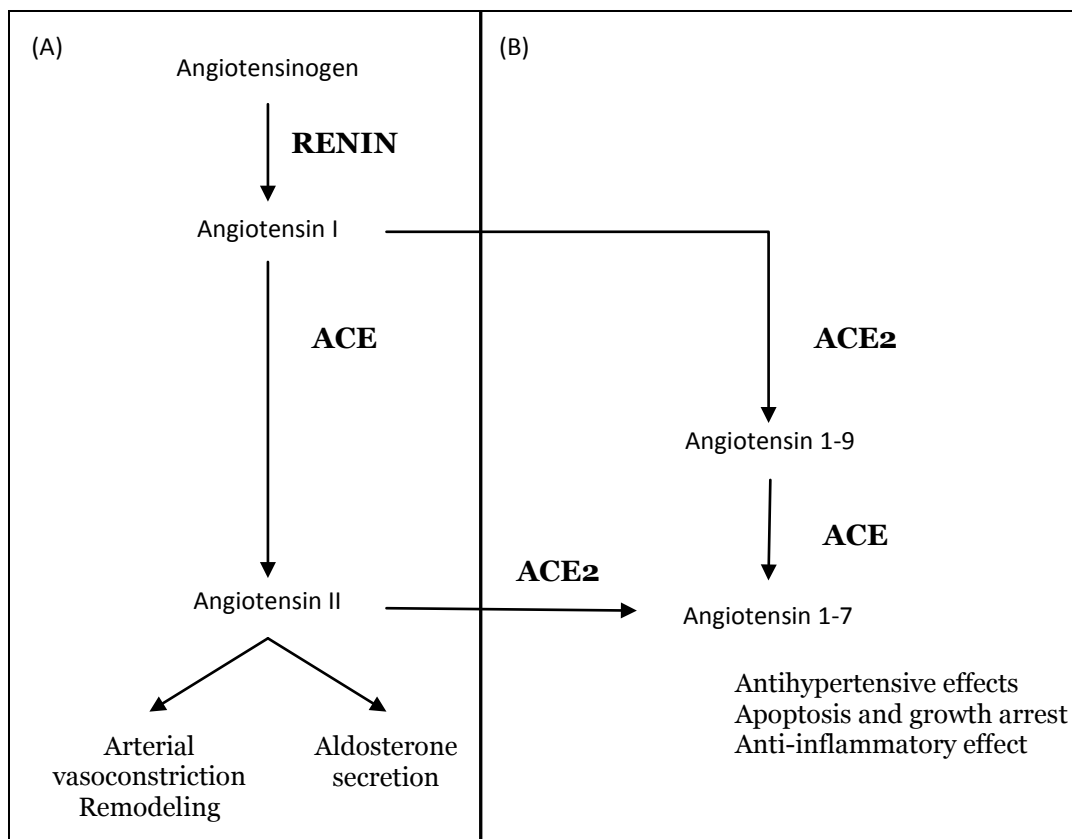 (A)
Angiotensinogen
RENIN
Angiotensin I
ACE
Angiotensin II
Arterial
vasoconstriction
Remodeling
Aldosterone
secretion
(B)
ACE2
Angiotensin 1-9
ACE
ACE2
Angiotensin 1-7
Antihypertensive effects
Apoptosis and growth arrest
Anti-inflammatory effect